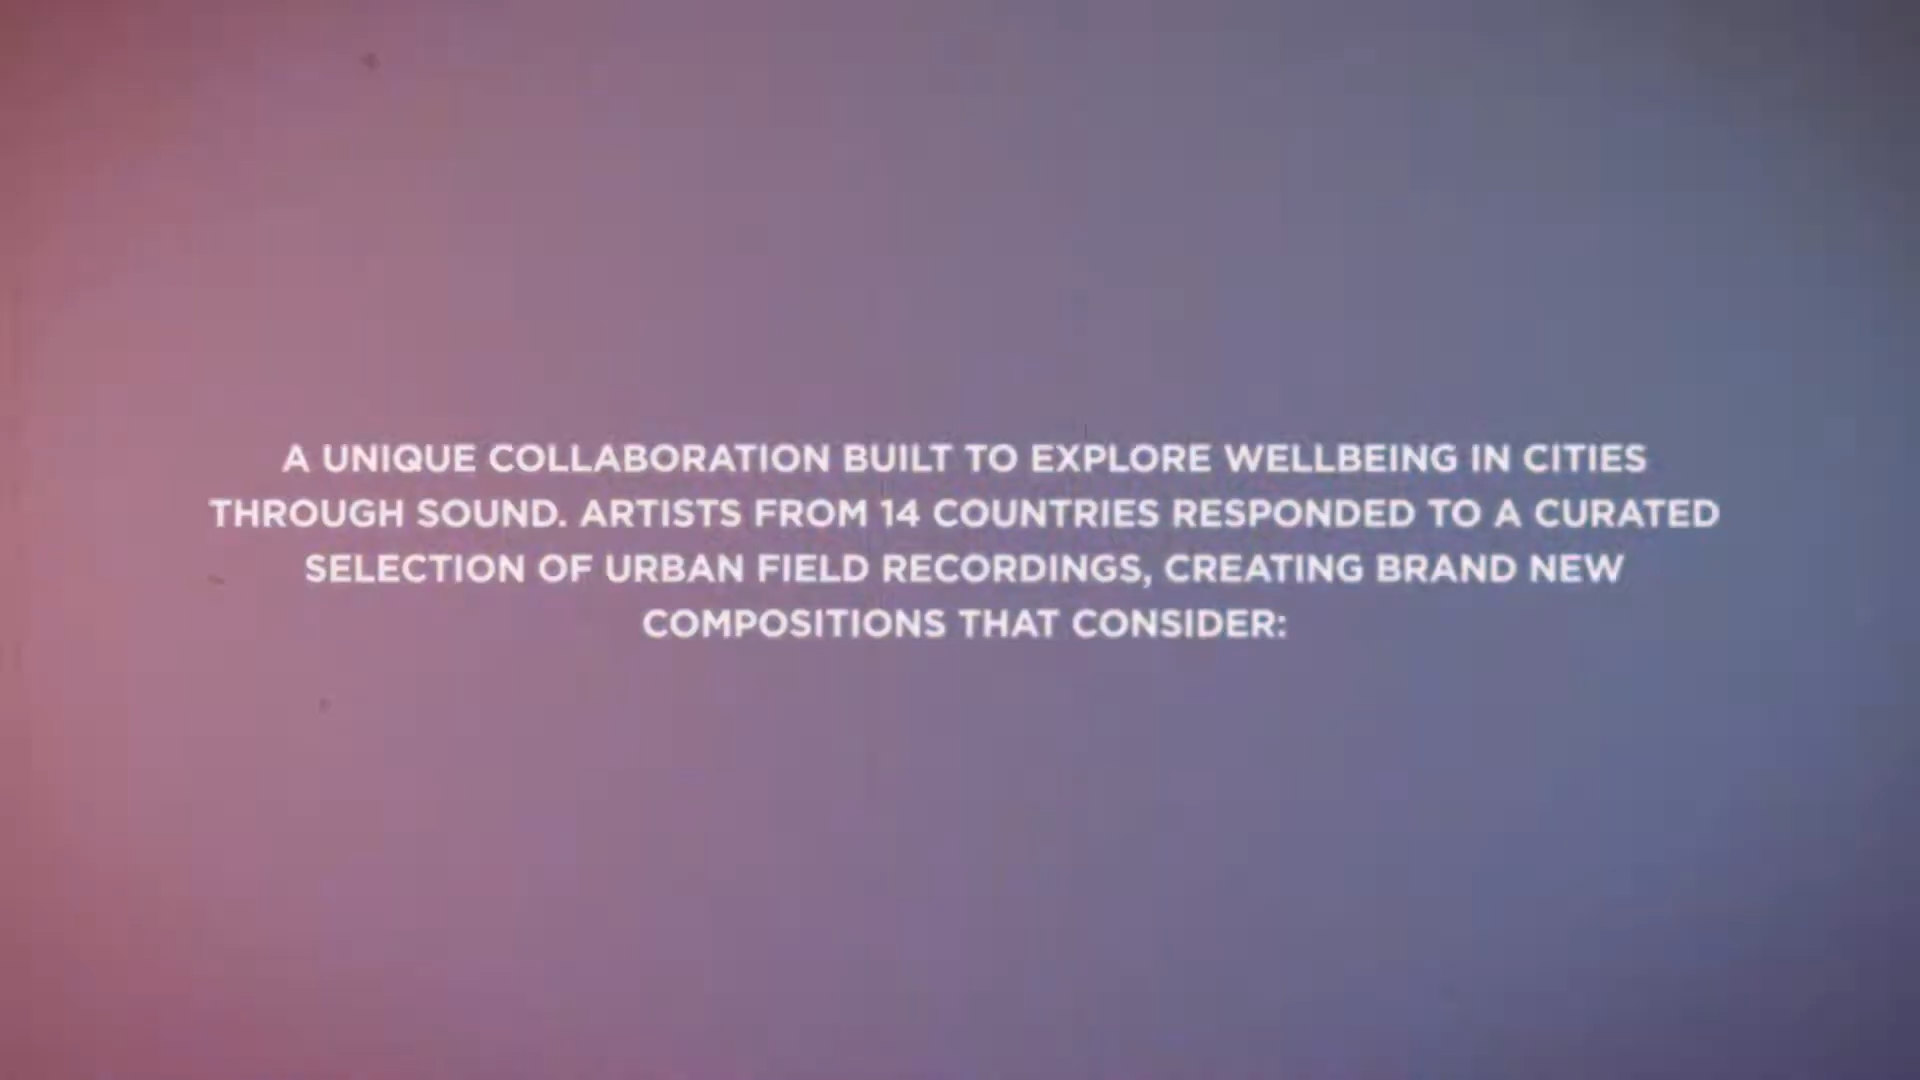 A UNIQUE COLLABORATION BUILT TO EXPLORE WELLBEING IN CITIES
THROUGH SOUND. ARTISTS FROM 14 COUNTRIES RESPONDED TO A CURATED
SELECTION OF URBAN FIELD RECORDINGS, CREATING BRAND NEW
COMPOSITIONS THAT CONSIDER: